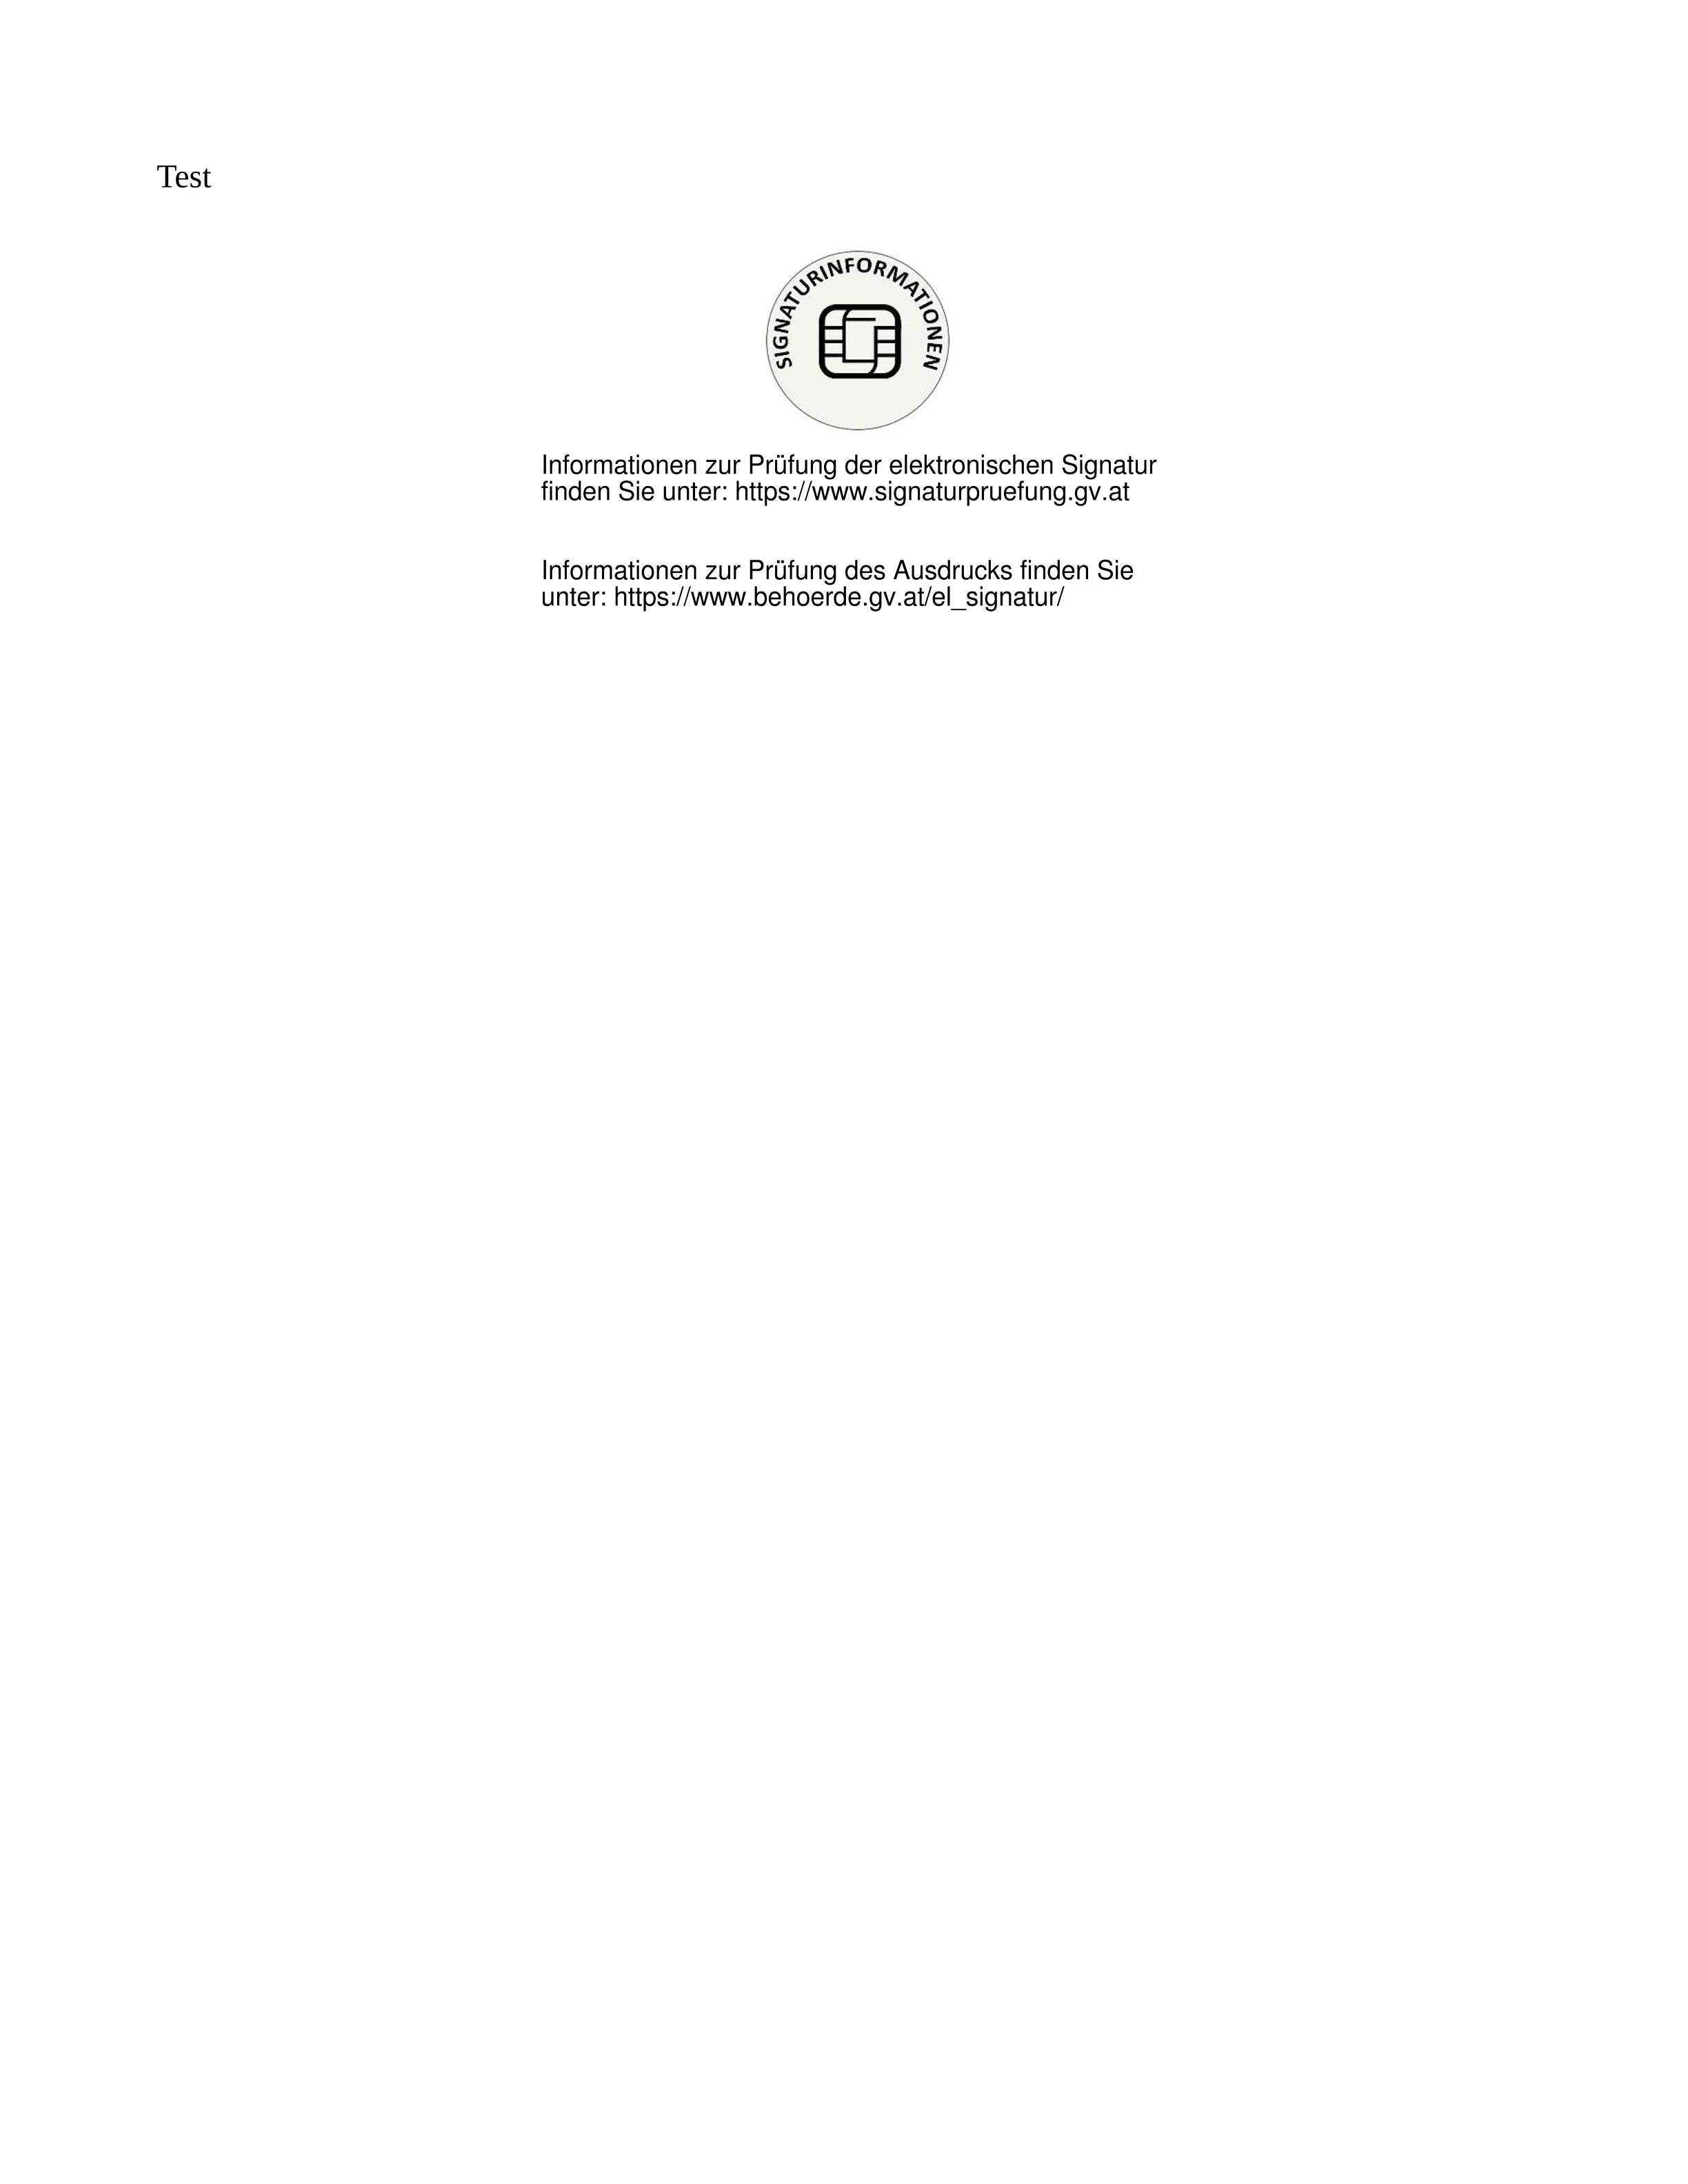 Test
SIGNATURINFORMATIONEN
Informationen zur Prüfung der elektronischen Signatur
finden Sie unter: https://www.signaturpruefung.gv.at
Informationen zur Prüfung des Ausdrucks finden Sie
unter: https://www.behoerde.gv.at/el_signatur/